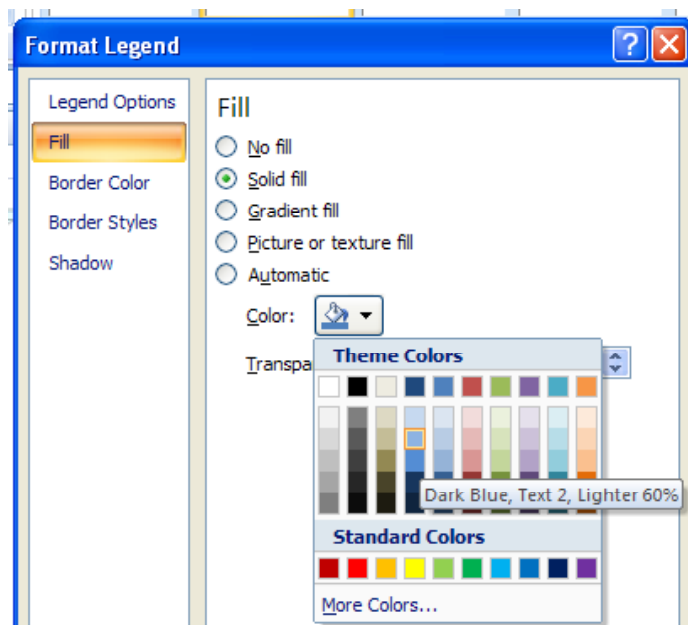 Format Legend
?
Legend Options
Fill
Border Color
Border Styles
Shadow
Fill
No fill
Solid fill
Gradient fill
Picture or texture fill
Automatic
Color:
Transpa
Theme Colors
Dark Blue, Text 2, Lighter 60%
Standard Colors
More Colors...